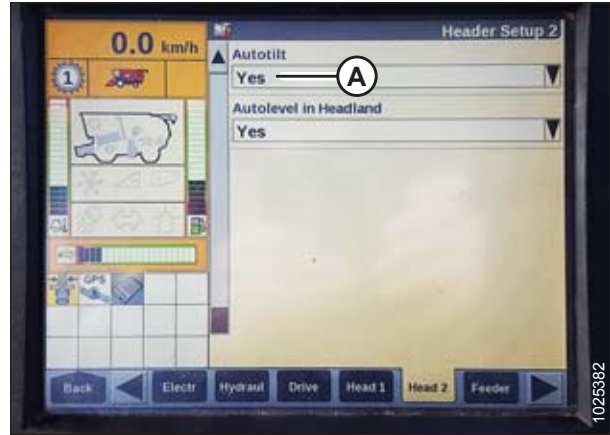 0.0 km/h
Header Setup 2
1
Autotilt
Yes
A
Autolevel in Headland
Yes
GPS
Back
Electr
Hydraul
Drive
Head 1
Head 2
Feeder
1025382